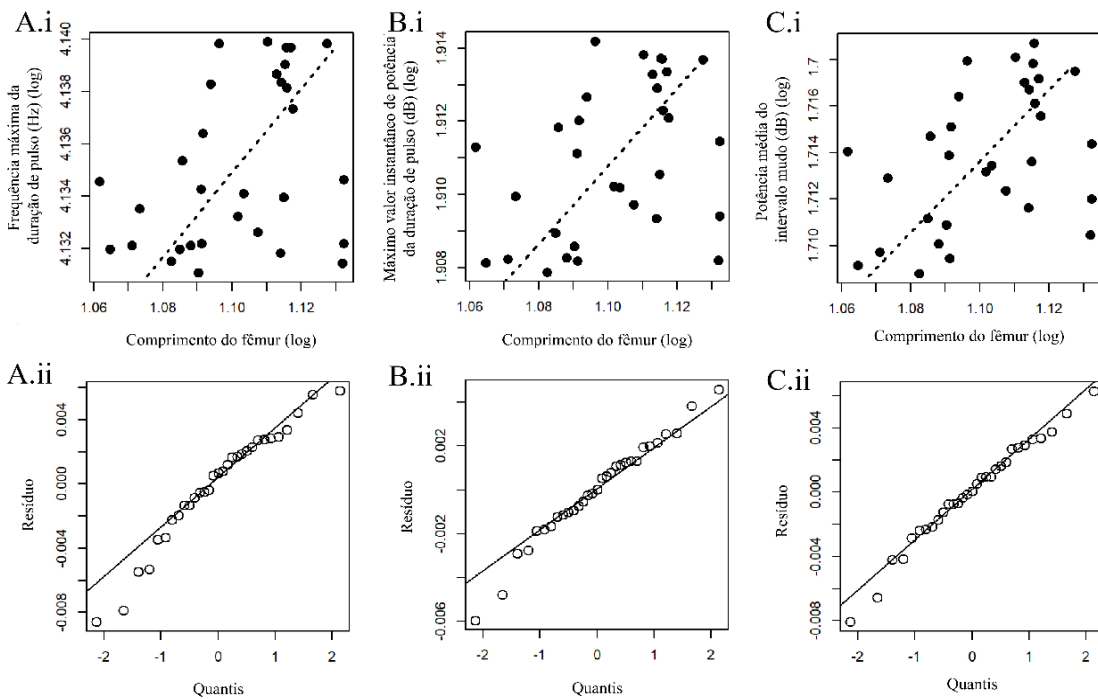 A.i
Frequência máxima da
duração de pulso (Hz) (log)
4.132 4.134 4.136 4.138 4.140
1.06 1.08 1.10 1.12
Comprimento do fêmur (log)
B.i
Máximo valor instantâneo de potência
da duração de pulso (dB) (log)
1.908 1.910 1.912 1.914
1.06 1.08 1.10 1.12
Comprimento do fêmur (log)
C.i
Potência média do
intervalo mudo (dB) (log)
1.710 1.712 1.714 1.716 1.7
1.06 1.08 1.10 1.12
Comprimento do fêmur (log)
A.ii
Resíduo
-0.008 -0.004 0.000 0.004
-2 -1 0 1 2
Quantis
B.ii
Resíduo
-0.006 -0.002 0.002
-2 -1 0 1 2
Quantis
C.ii
Resíduo
-0.008 -0.004 0.000 0.004
-2 -1 0 1 2
Quantis